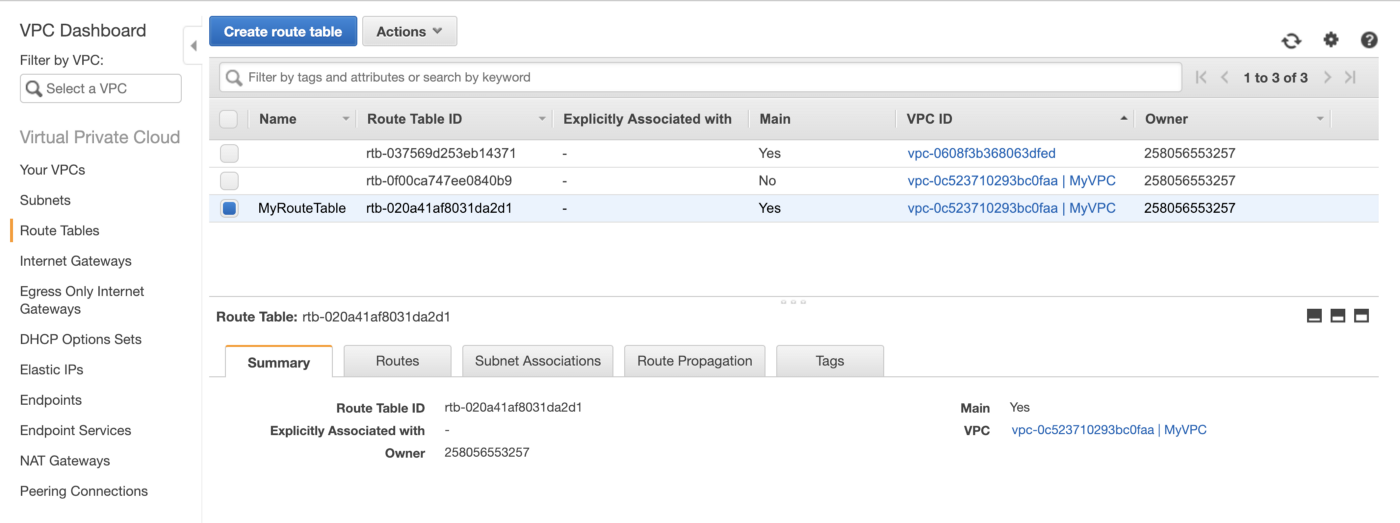 VPC Dashboard
Filter by VPC:
Select a VPC
Virtual Private Cloud
Your VPCs
Subnets
Route Tables
Internet Gateways
Egress Only Internet
Gateways
DHCP Options Sets
Elastic IPs
Endpoints
Endpoint Services
NAT Gateways
Peering Connections
Create route table Actions
Filter by tags and attributes or search by keyword 1 to 3 of 3
Name Route Table ID Explicitly Associated with Main VPC ID Owner
rtb-037569d253eb14371 - Yes vpc-0608f3b368063dfed 258056553257
rtb-0f00ca747ee0840b9 - No vpc-0c523710293bc0faa | MyVPC 258056553257
MyRouteTable rtb-020a41af8031da2d1 - Yes vpc-0c523710293bc0faa | MyVPC 258056553257
Route Table: rtb-020a41af8031da2d1
Summary Routes Subnet Associations Route Propagation Tags
Route Table ID rtb-020a41af8031da2d1 Main Yes
Explicitly Associated with - VPC vpc-0c523710293bc0faa | MyVPC
Owner 258056553257